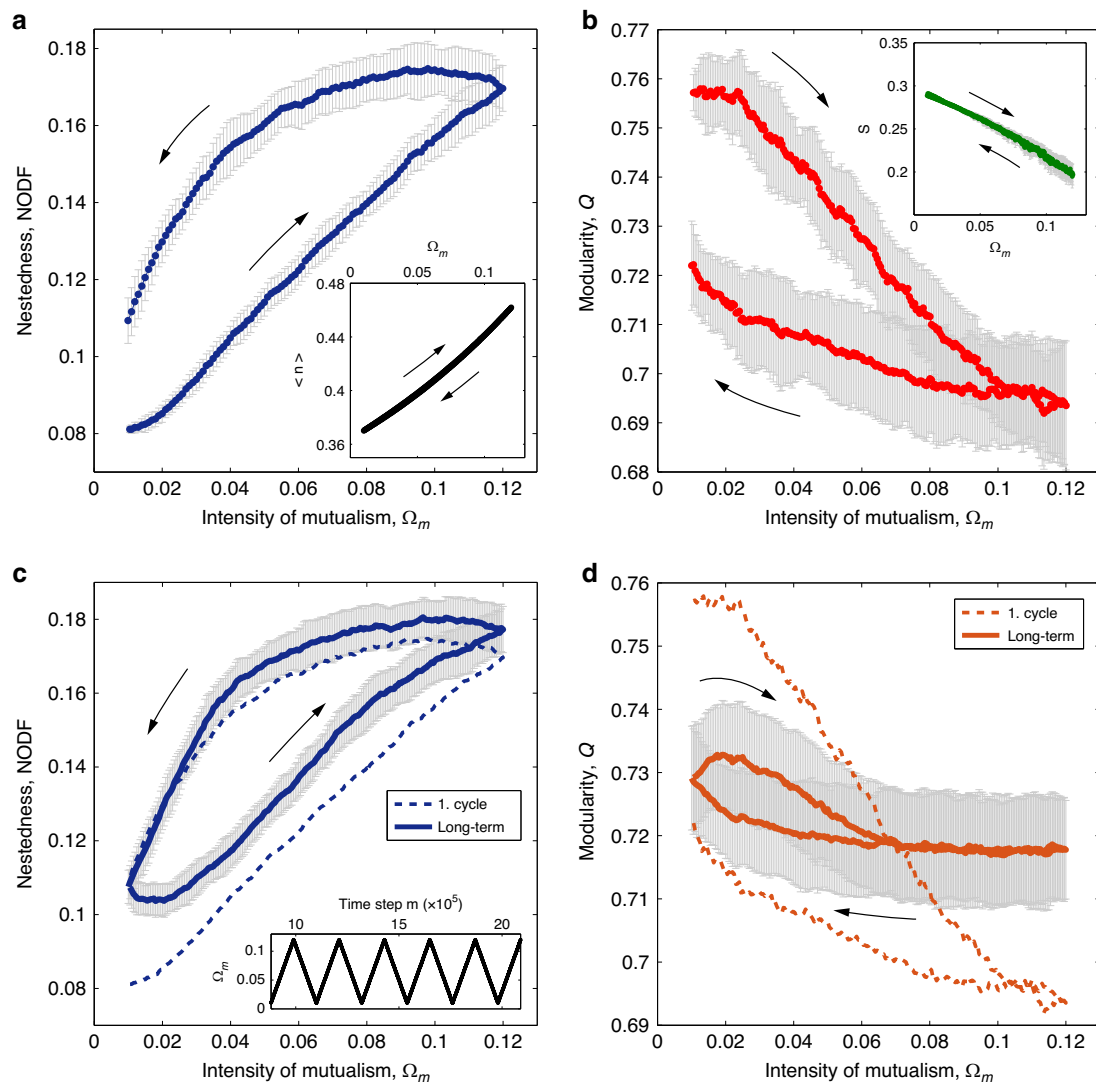 a
0.18
0.16
0.14
0.12
0.1
0.08
Nestedness, NODF
0 0.02 0.04 0.06 0.08 0.1 0.12
Intensity of mutualism, Ωm
Ωm
0 0.05 0.1
0.48
0.44
0.4
0.36
< n >
b
0.77
0.76
0.75
0.74
0.73
0.72
0.71
0.7
0.69
0.68
Modularity, Q
0 0.02 0.04 0.06 0.08 0.1 0.12
Intensity of mutualism, Ωm
0.35
0.3
0.25
0.2
S
0.05 0.1
Ωm
c
0.18
0.16
0.14
0.12
0.1
0.08
Nestedness, NODF
1. cycle
Long-term
Time step m (×10⁵)
10 15 20
0.1
0.05
0
Ωm
0 0.02 0.04 0.06 0.08 0.1 0.12
Intensity of mutualism, Ωm
d
0.76
0.75
0.74
0.73
0.72
0.71
0.7
0.69
Modularity, Q
1. cycle
Long-term
0 0.02 0.04 0.06 0.08 0.1 0.12
Intensity of mutualism, Ωm